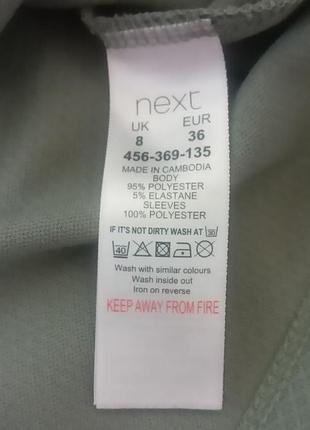 next
UK EUR
8 36
456-369-135
MADE IN CAMBODIA
BODY
95% POLYESTER
5% ELASTANE
SLEEVES
100% POLYESTER
IF IT'S NOT DIRTY WASH AT 30
40
Wash with similar colours
Wash inside out
Iron on reverse
KEEP AWAY FROM FIRE